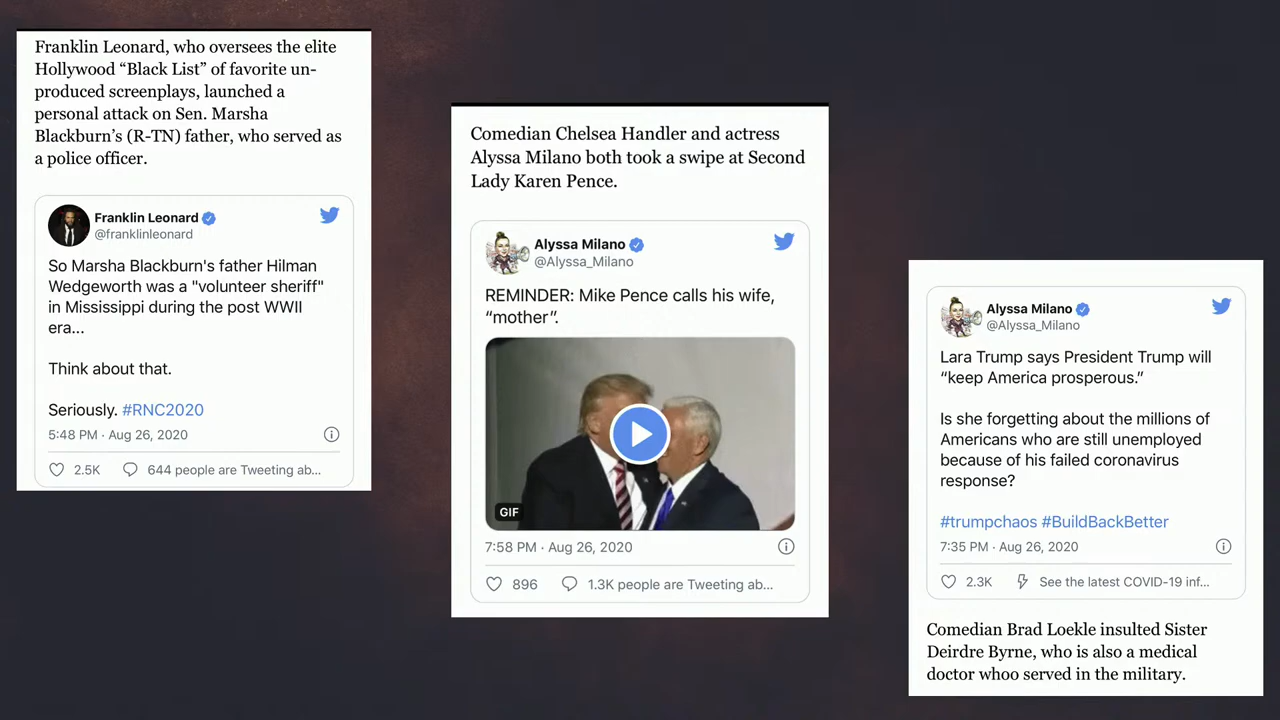 Franklin Leonard, who oversees the elite
Hollywood “Black List” of favorite un-
produced screenplays, launched a
personal attack on Sen. Marsha
Blackburn’s (R-TN) father, who served as
a police officer.
Franklin Leonard
@franklinleonard
So Marsha Blackburn's father Hilman
Wedgeworth was a "volunteer sheriff"
in Mississippi during the post WWII
era...
Think about that.
Seriously. #RNC2020
5:48 PM · Aug 26, 2020
2.5K 644 people are Tweeting ab...
Comedian Chelsea Handler and actress
Alyssa Milano both took a swipe at Second
Lady Karen Pence.
Alyssa Milano
@Alyssa_Milano
REMINDER: Mike Pence calls his wife,
“mother”.
GIF
7:58 PM · Aug 26, 2020
896 1.3K people are Tweeting ab...
Alyssa Milano
@Alyssa_Milano
Lara Trump says President Trump will
“keep America prosperous.”
Is she forgetting about the millions of
Americans who are still unemployed
because of his failed coronavirus
response?
#trumpchaos #BuildBackBetter
7:35 PM · Aug 26, 2020
2.3K See the latest COVID-19 inf...
Comedian Brad Loekle insulted Sister
Deirdre Byrne, who is also a medical
doctor whoo served in the military.